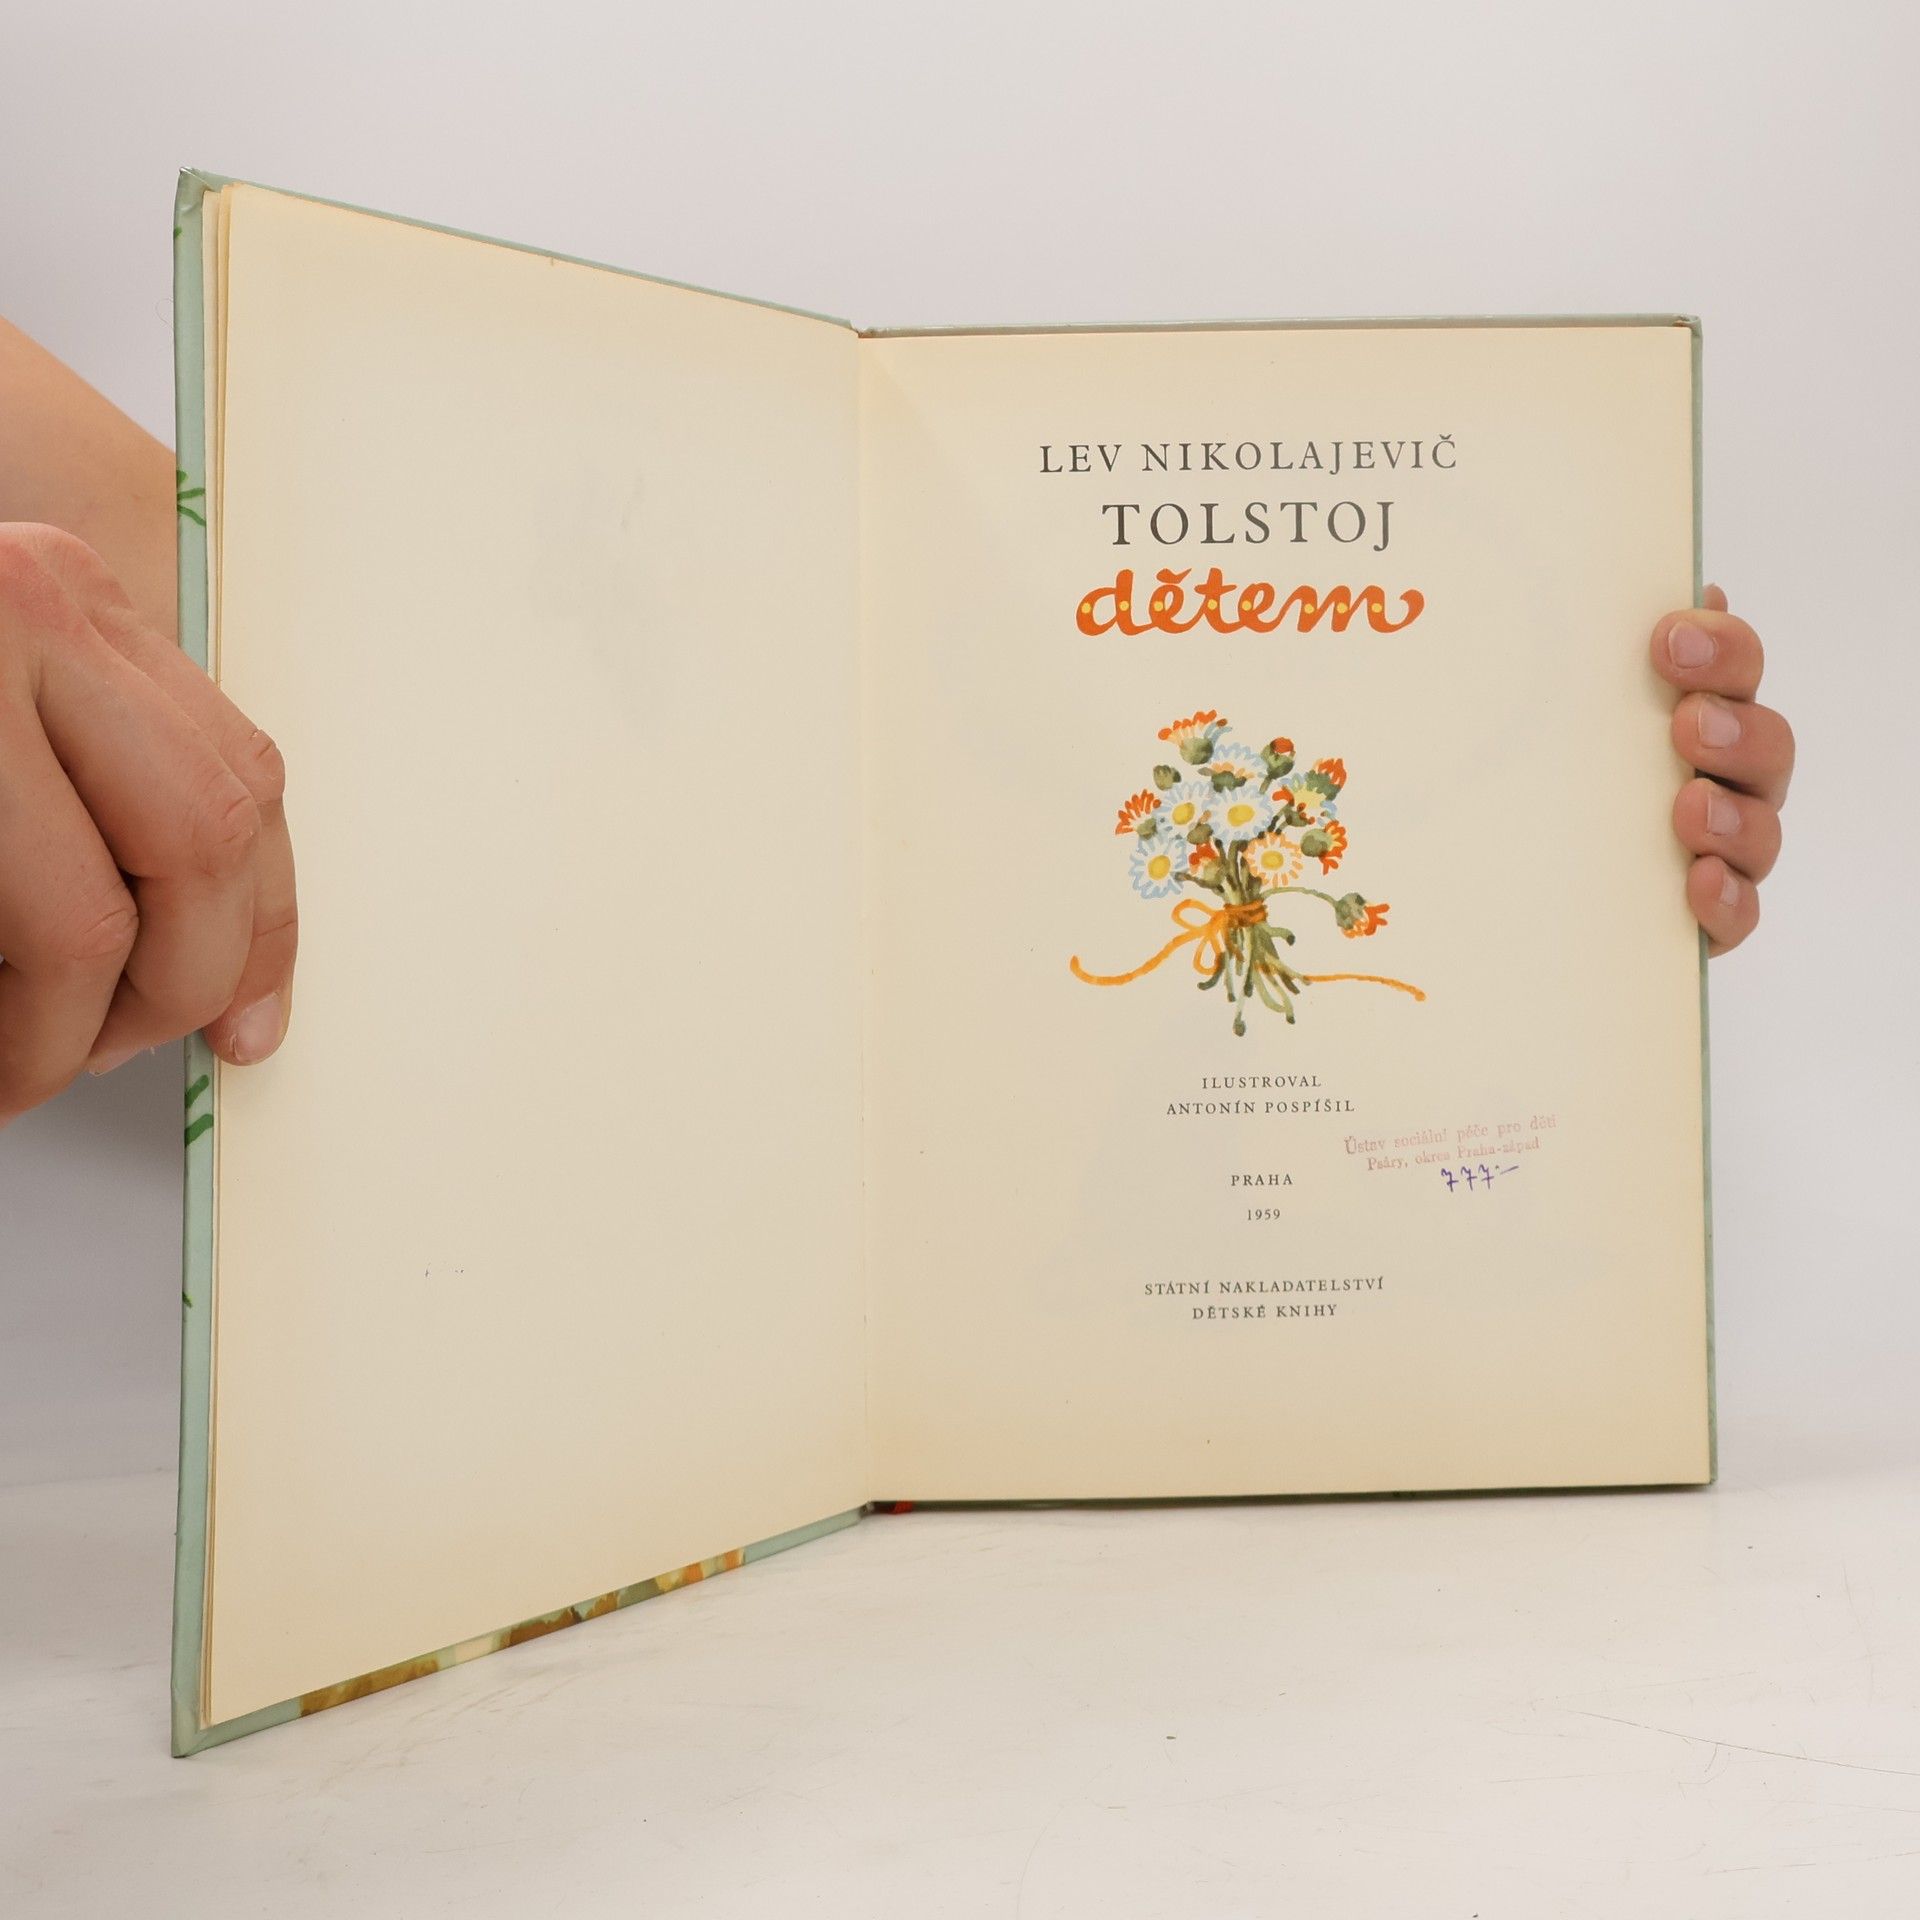 LEV NIKOLAJEVIČ
TOLSTOJ
dětem
ILUSTROVAL
ANTONÍN POSPÍŠIL
Ústav sociální péče pro děti
Psáry, okres Praha-západ
777-
PRAHA
1959
STÁTNÍ NAKLADATELSTVÍ
DĚTSKÉ KNIHY